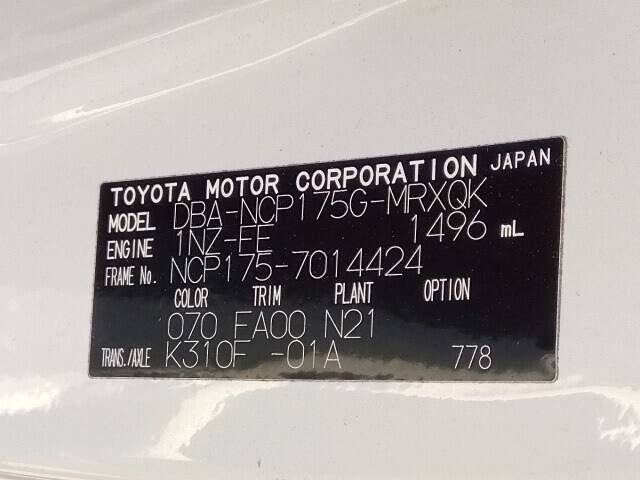 TOYOTA MOTOR CORPORATION JAPAN
MODEL DBA-NCP175G-MRXQK
ENGINE 1NZ-FE 1496 mL
FRAME No. NCP175-7014424
COLOR TRIM PLANT OPTION
070 EA00 N21
TRANS./AXLE K310F -01A 778